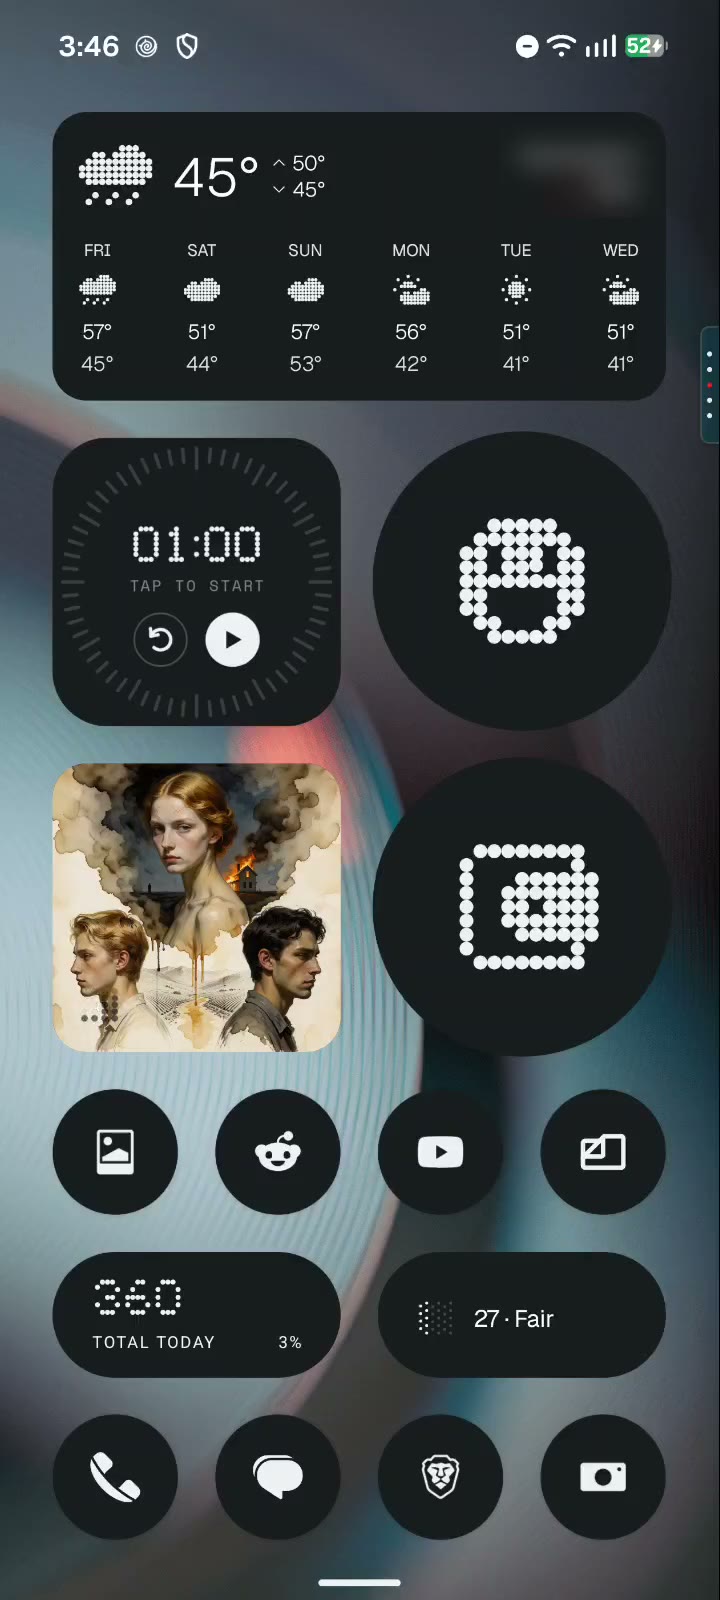 3:46
52
45° 50°
45°
FRI SAT SUN MON TUE WED
57° 51° 57° 56° 51° 51°
45° 44° 53° 42° 41° 41°
01:00
TAP TO START
360
TOTAL TODAY 3%
27 · Fair